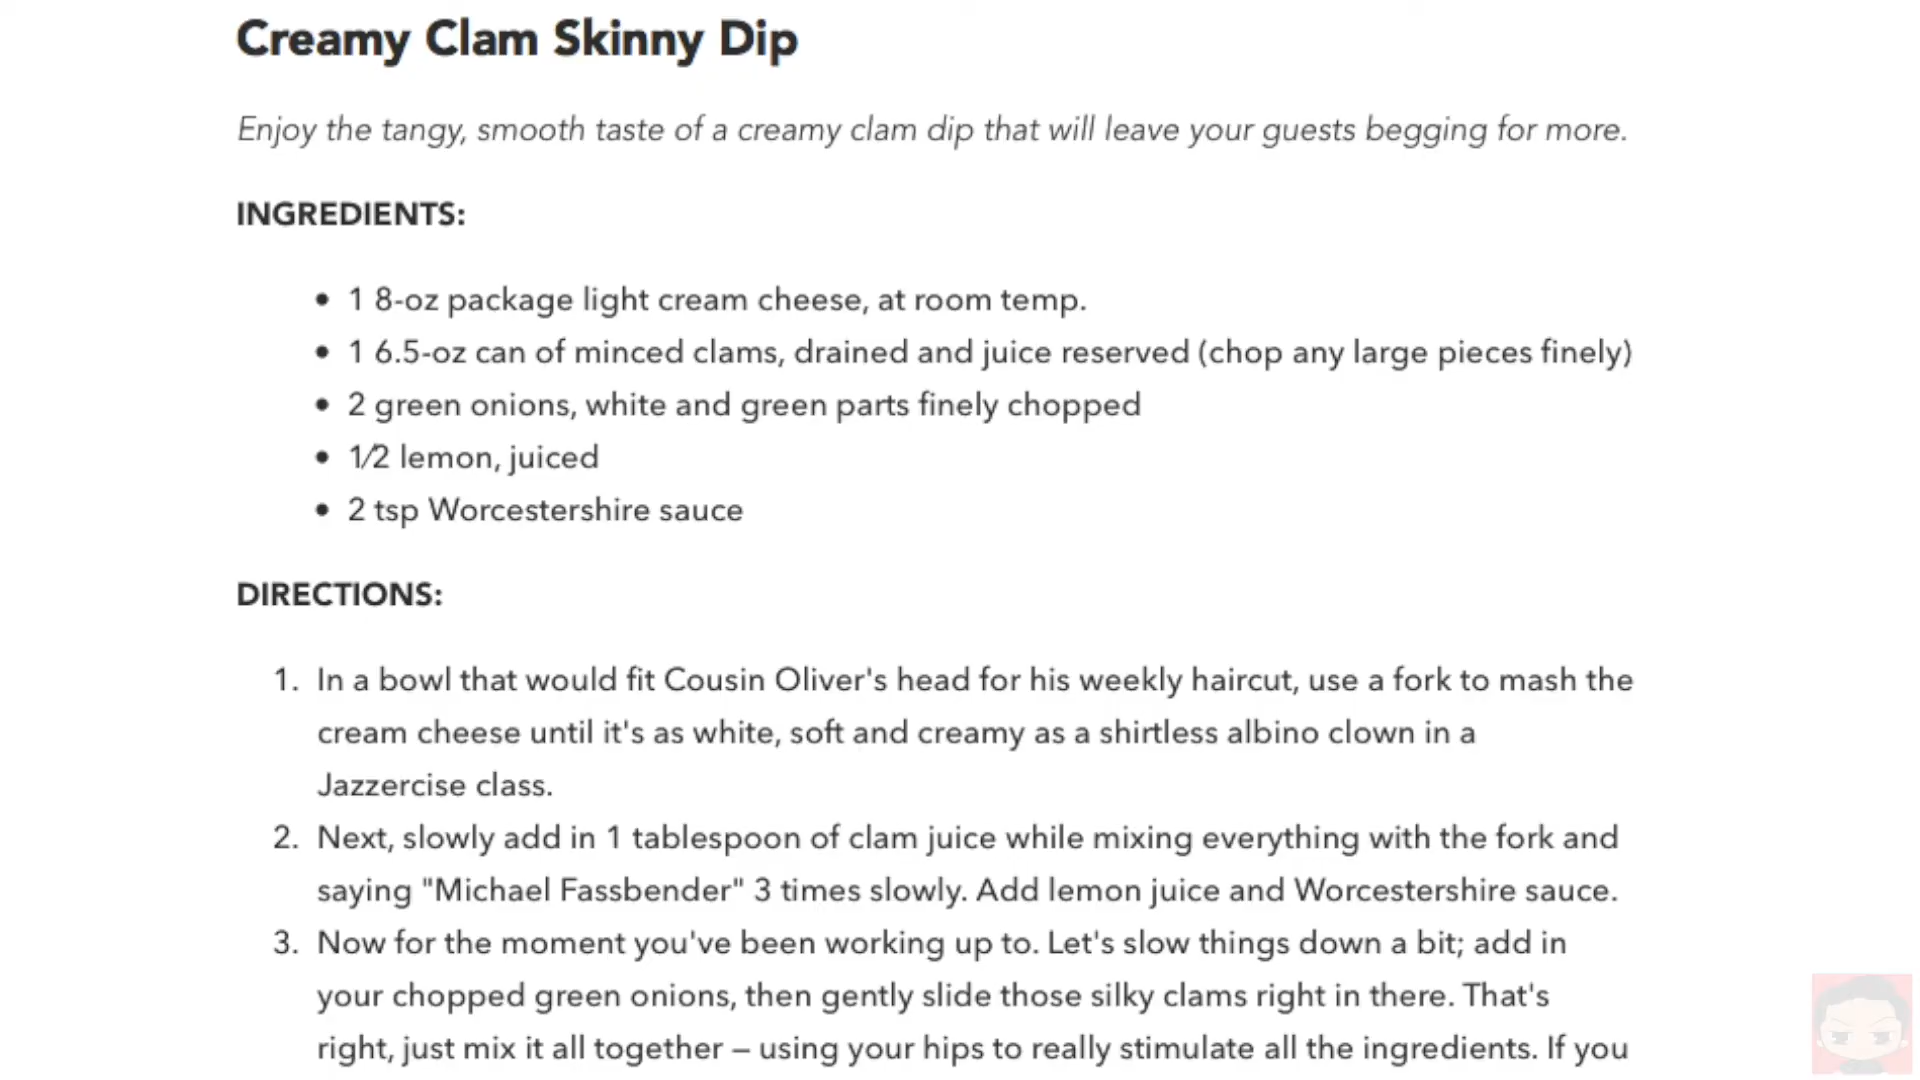 Creamy Clam Skinny Dip
Enjoy the tangy, smooth taste of a creamy clam dip that will leave your guests begging for more.
INGREDIENTS:
• 1 8-oz package light cream cheese, at room temp.
• 1 6.5-oz can of minced clams, drained and juice reserved (chop any large pieces finely)
• 2 green onions, white and green parts finely chopped
• 1⁄2 lemon, juiced
• 2 tsp Worcestershire sauce
DIRECTIONS:
1. In a bowl that would fit Cousin Oliver's head for his weekly haircut, use a fork to mash the
cream cheese until it's as white, soft and creamy as a shirtless albino clown in a
Jazzercise class.
2. Next, slowly add in 1 tablespoon of clam juice while mixing everything with the fork and
saying "Michael Fassbender" 3 times slowly. Add lemon juice and Worcestershire sauce.
3. Now for the moment you've been working up to. Let's slow things down a bit; add in
your chopped green onions, then gently slide those silky clams right in there. That's
right, just mix it all together – using your hips to really stimulate all the ingredients. If you